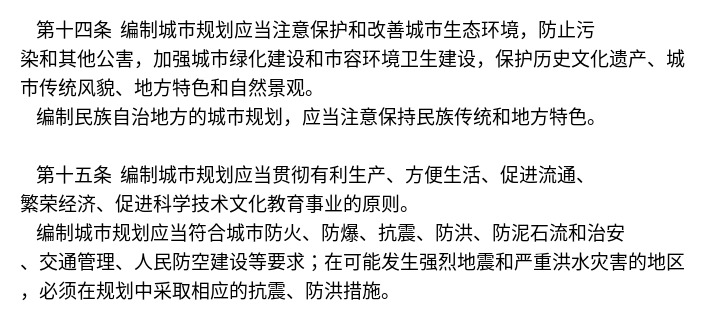 第十四条 编制城市规划应当注意保护和改善城市生态环境，防止污
染和其他公害，加强城市绿化建设和市容环境卫生建设，保护历史文化遗产、城
市传统风貌、地方特色和自然景观。
编制民族自治地方的城市规划，应当注意保持民族传统和地方特色。
第十五条 编制城市规划应当贯彻有利生产、方便生活、促进流通、
繁荣经济、促进科学技术文化教育事业的原则。
编制城市规划应当符合城市防火、防爆、抗震、防洪、防泥石流和治安
、交通管理、人民防空建设等要求；在可能发生强烈地震和严重洪水灾害的地区
，必须在规划中采取相应的抗震、防洪措施。